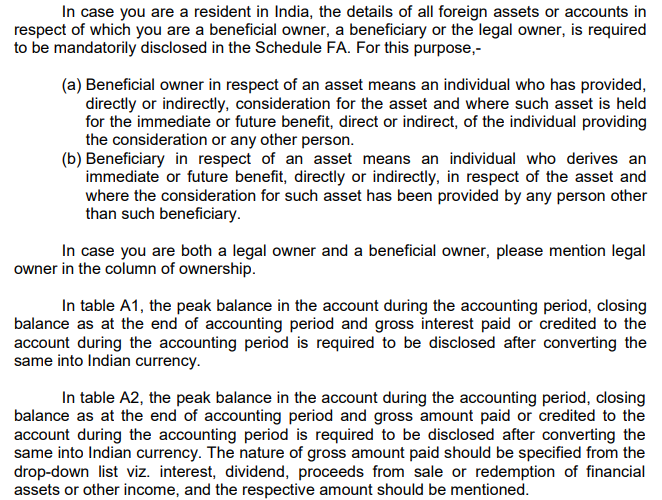 In case you are a resident in India, the details of all foreign assets or accounts in
respect of which you are a beneficial owner, a beneficiary or the legal owner, is required
to be mandatorily disclosed in the Schedule FA. For this purpose,-
(a) Beneficial owner in respect of an asset means an individual who has provided,
directly or indirectly, consideration for the asset and where such asset is held
for the immediate or future benefit, direct or indirect, of the individual providing
the consideration or any other person.
(b) Beneficiary in respect of an asset means an individual who derives an
immediate or future benefit, directly or indirectly, in respect of the asset and
where the consideration for such asset has been provided by any person other
than such beneficiary.
In case you are both a legal owner and a beneficial owner, please mention legal
owner in the column of ownership.
In table A1, the peak balance in the account during the accounting period, closing
balance as at the end of accounting period and gross interest paid or credited to the
account during the accounting period is required to be disclosed after converting the
same into Indian currency.
In table A2, the peak balance in the account during the accounting period, closing
balance as at the end of accounting period and gross amount paid or credited to the
account during the accounting period is required to be disclosed after converting the
same into Indian currency. The nature of gross amount paid should be specified from the
drop-down list viz. interest, dividend, proceeds from sale or redemption of financial
assets or other income, and the respective amount should be mentioned.